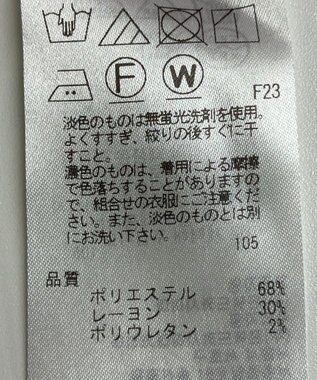 F W
F23
淡色のものは無蛍光洗剤を使用。
よくすすぎ、絞りの後すぐに干
すこと。
濃色のものは、着用による摩擦
で色落ちすることがありますの
で、組合せの衣服にご注意くだ
さい。また、淡色のものとは別
にお洗い下さい。
105
品質
ポリエステル 68%
レーヨン 30%
ポリウレタン 2%